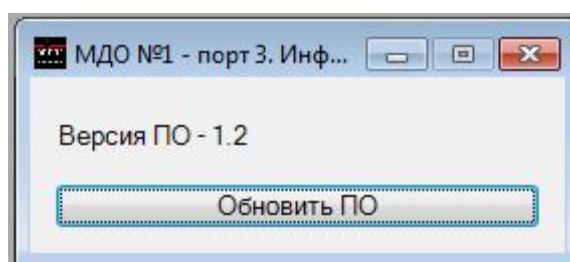 МДО №1 - порт 3. Инф...
Версия ПО - 1.2
Обновить ПО